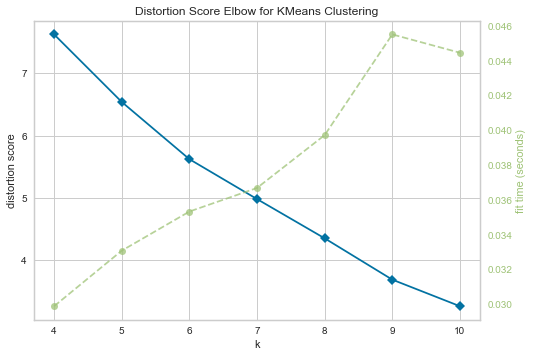 Distortion Score Elbow for KMeans Clustering
distortion score
7
6
5
4
0.046
0.044
0.042
0.040
0.038
0.036
0.034
0.032
0.030
fit time (seconds)
4 5 6 7 8 9 10
k